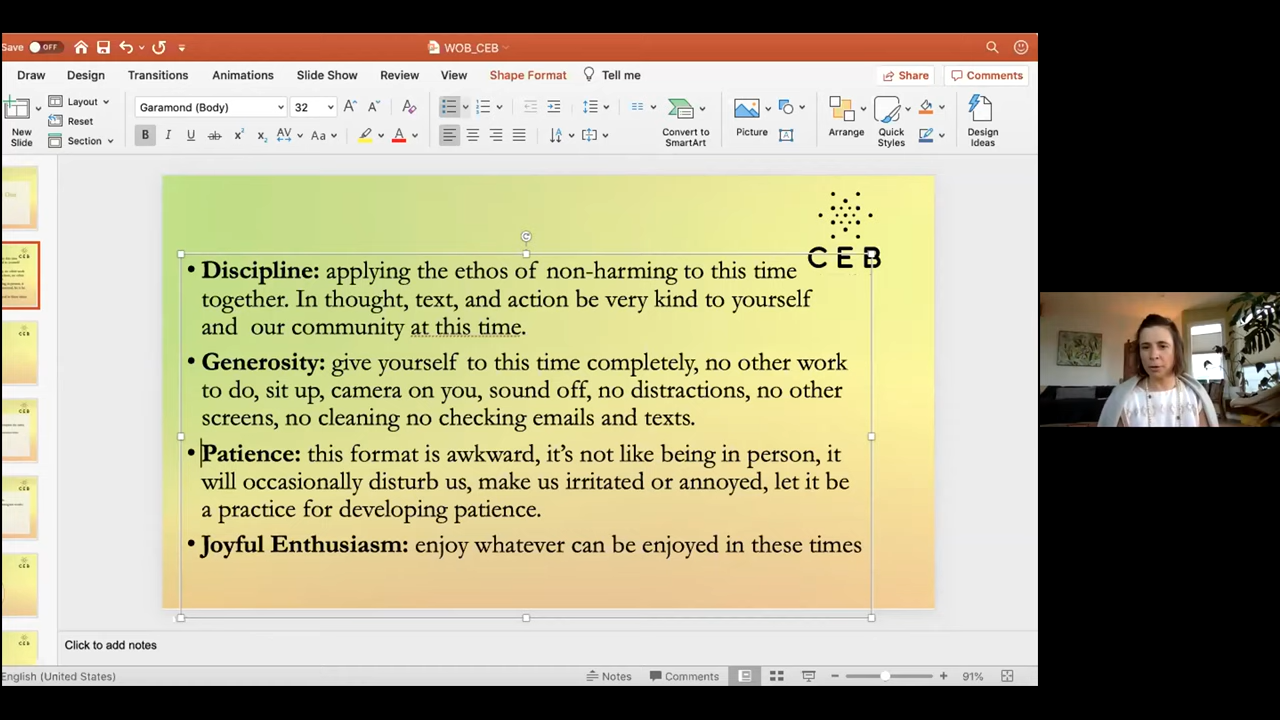 Save OFF WOB_CEB
Draw Design Transitions Animations Slide Show Review View Shape Format Tell me Share Comments
New Slide Layout Reset Section Garamond (Body) 32 Convert to SmartArt Picture Arrange Quick Styles Design Ideas
B I U ab x² x₂ AV Aa A
CEB
• Discipline: applying the ethos of non-harming to this time
together. In thought, text, and action be very kind to yourself
and our community at this time.
• Generosity: give yourself to this time completely, no other work
to do, sit up, camera on you, sound off, no distractions, no other
screens, no cleaning no checking emails and texts.
• Patience: this format is awkward, it's not like being in person, it
will occasionally disturb us, make us irritated or annoyed, let it be
a practice for developing patience.
• Joyful Enthusiasm: enjoy whatever can be enjoyed in these times
Click to add notes
English (United States) Notes Comments 91%